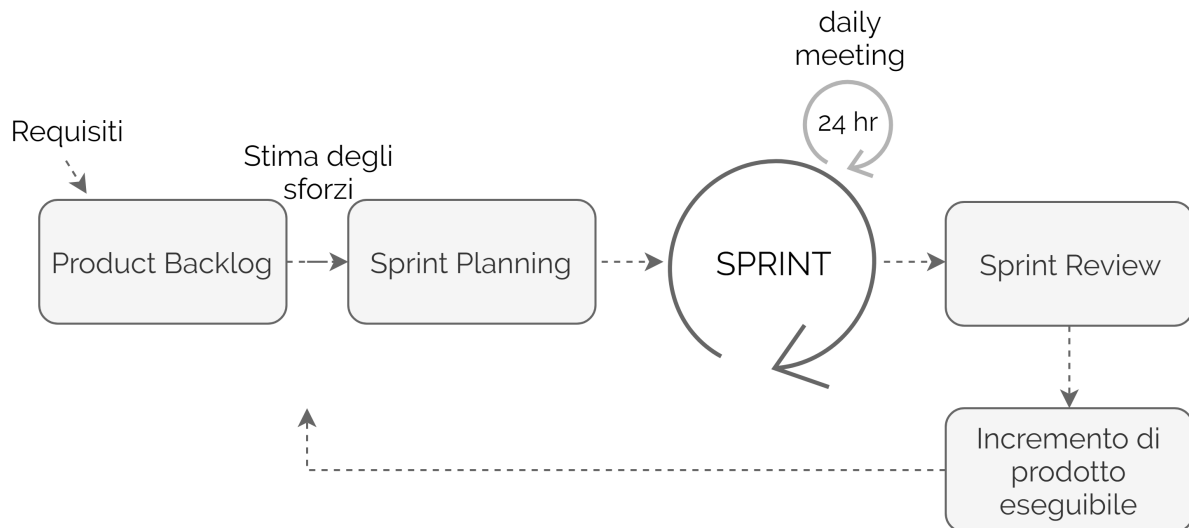 daily
meeting
24 hr
Requisiti
Stima degli
sforzi
Product Backlog
Sprint Planning
SPRINT
Sprint Review
Incremento di
prodotto
eseguibile